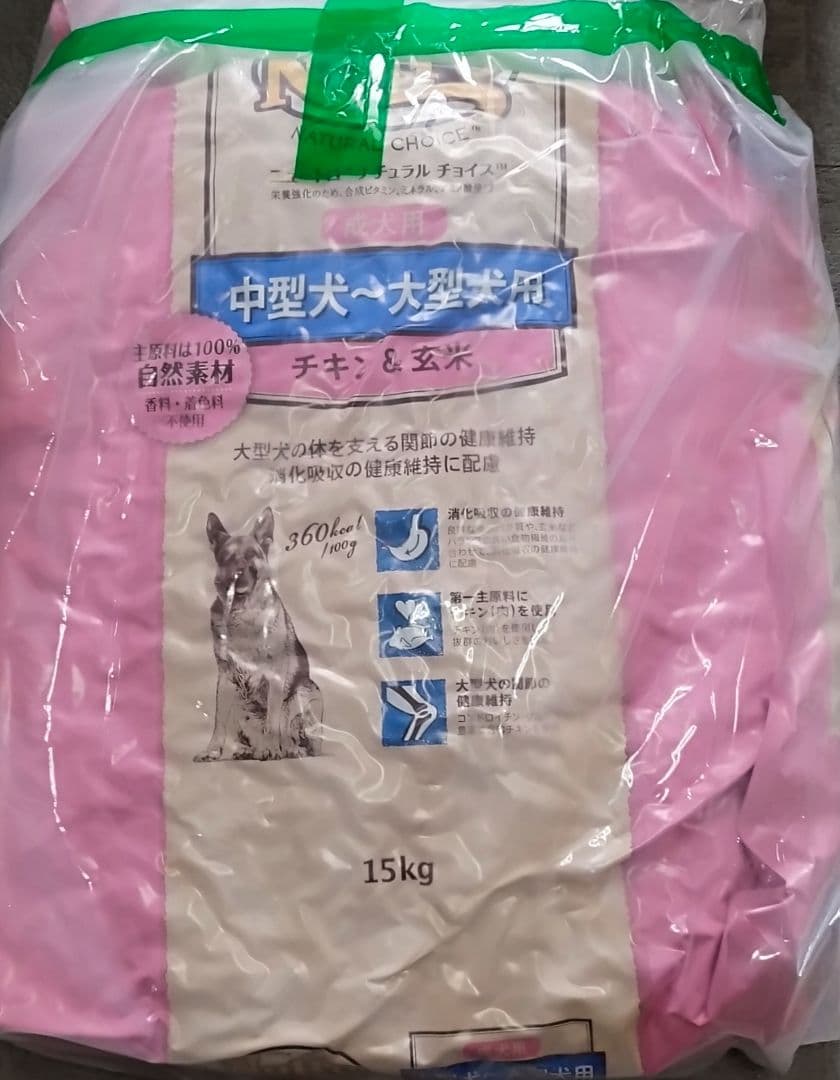 NATURAL CHOICE™
チュラル チョイス™
栄養強化のため、合成ビタミン、ミネラル、
成犬用
中型犬～大型犬用
チキン & 玄米
主原料は100%
自然素材
香料・着色料
不使用
大型犬の体を支える関節の健康維持
消化吸収の健康維持に配慮
360kcal
/100g
消化吸収の健康維持
に配慮
第一主原料に
チキン(肉)を使用
大型犬の関節の
健康維持
15kg